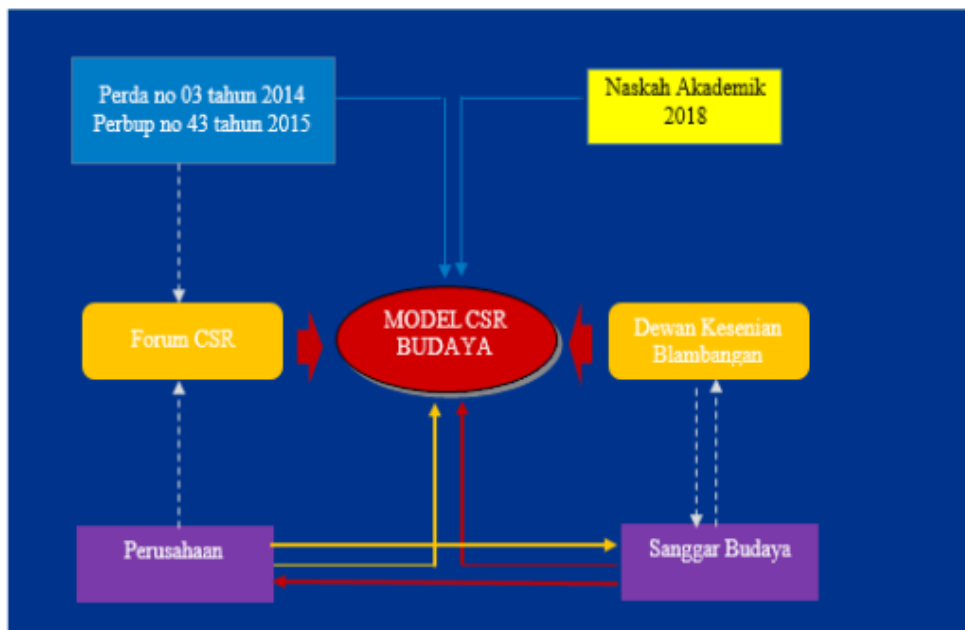 Perda no 03 tahun 2014
Perbup no 43 tahun 2015
Naskah Akademik
2018
Forum CSR
MODEL CSR
BUDAYA
Dewan Kesenian
Blambangan
Perusahaan
Sanggar Budaya